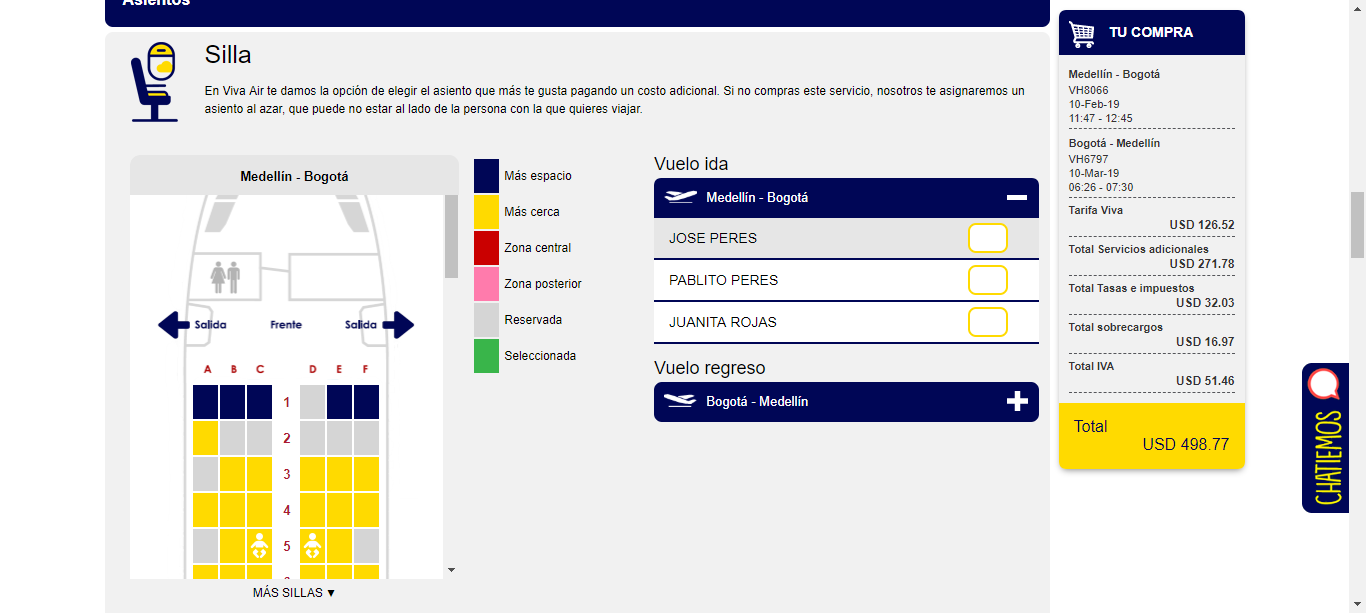 Asientos
Silla
En Viva Air te damos la opción de elegir el asiento que más te gusta pagando un costo adicional. Si no compras este servicio, nosotros te asignaremos un
asiento al azar, que puede no estar al lado de la persona con la que quieres viajar.
Medellín - Bogotá
Salida Frente Salida
A B C D E F
1
2
3
4
5
MÁS SILLAS ▼
Más espacio
Más cerca
Zona central
Zona posterior
Reservada
Seleccionada
Vuelo ida
Medellín - Bogotá
JOSE PERES
PABLITO PERES
JUANITA ROJAS
Vuelo regreso
Bogotá - Medellín
TU COMPRA
Medellín - Bogotá
VH8066
10-Feb-19
11:47 - 12:45
Bogotá - Medellín
VH6797
10-Mar-19
06:26 - 07:30
Tarifa Viva
USD 126.52
Total Servicios adicionales
USD 271.78
Total Tasas e impuestos
USD 32.03
Total sobrecargos
USD 16.97
Total IVA
USD 51.46
Total
USD 498.77
CHATIEMOS